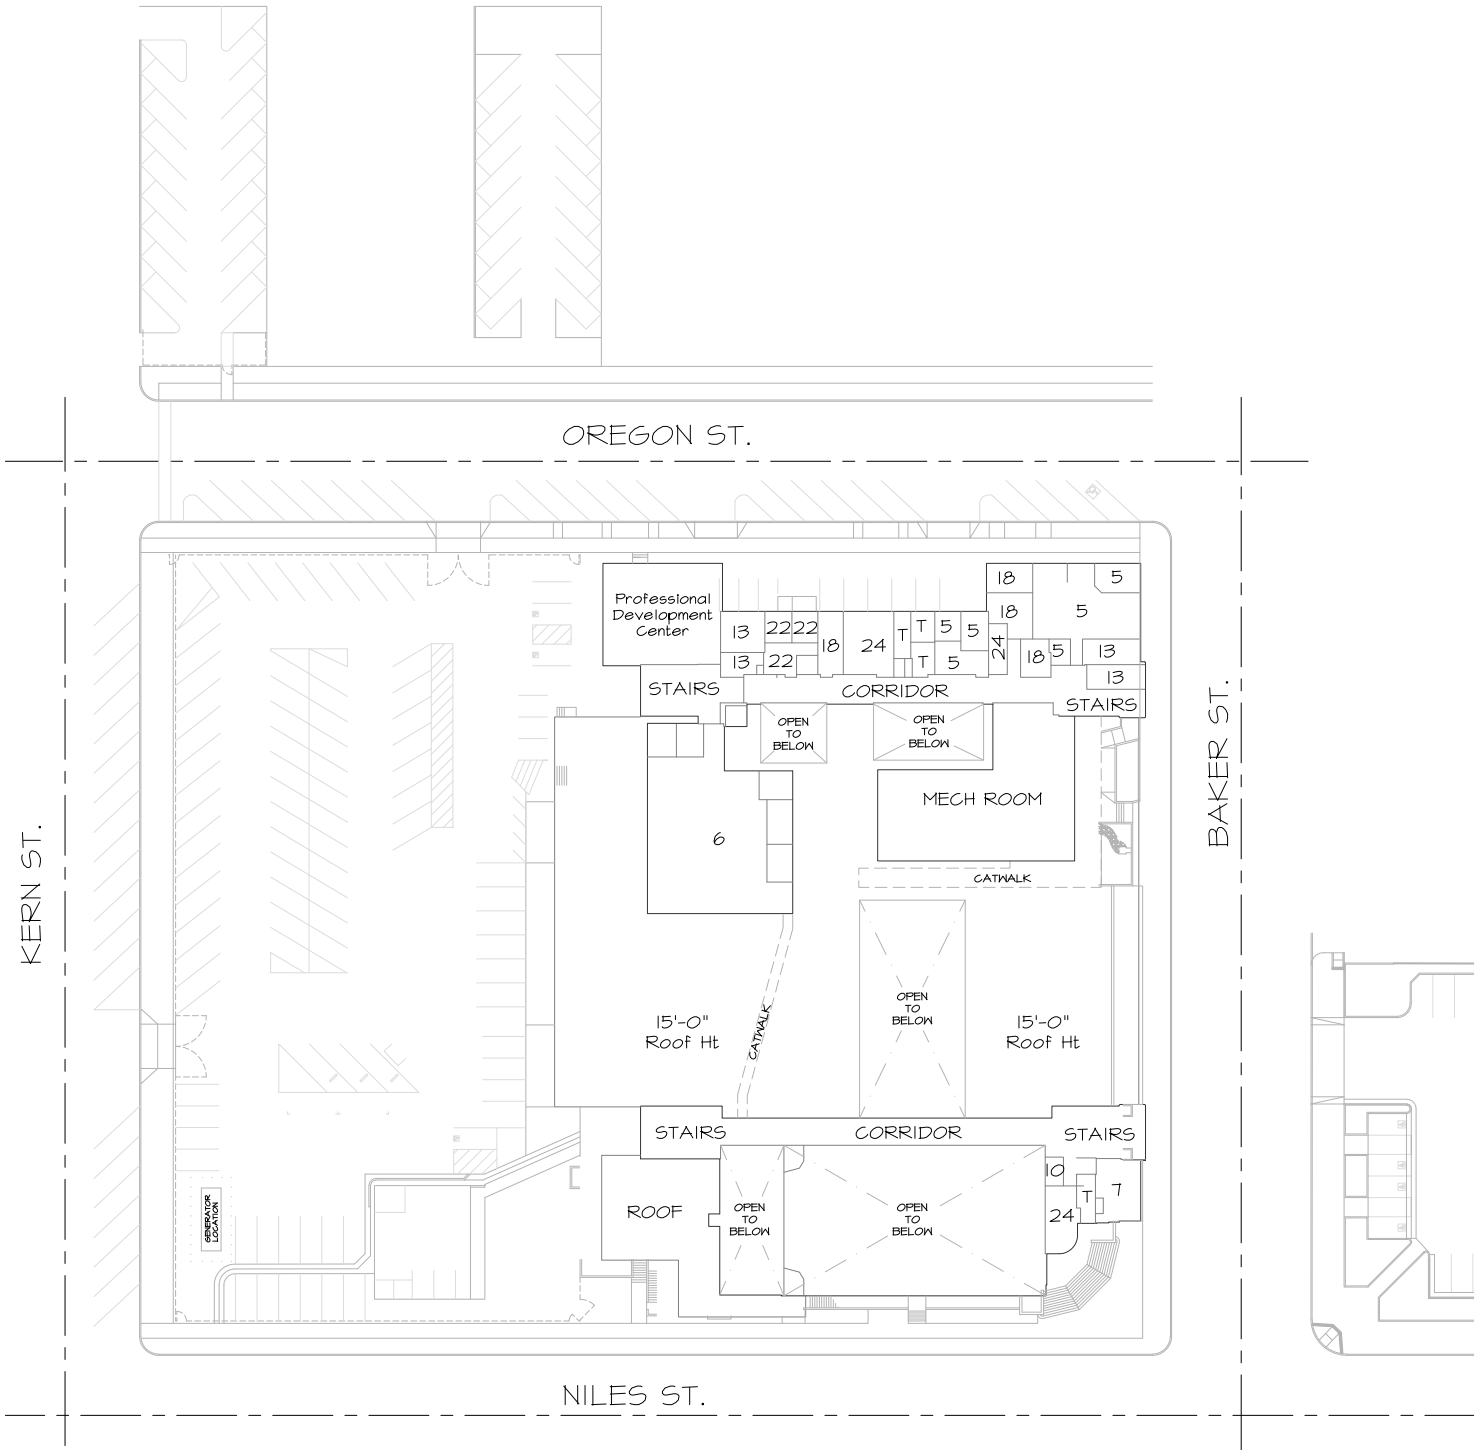 OREGON ST.
Professional
Development
Center
18
5
5
18
13
22
22
18
24
T
T
5
5
24
13
22
T
5
18
5
13
13
STAIRS
CORRIDOR
STAIRS
OPEN
TO
BELOW
OPEN
TO
BELOW
BAKER ST.
MECH ROOM
6
KERN ST.
CATWALK
OPEN
TO
BELOW
15'-0"
Roof Ht
CATWALK
15'-0"
Roof Ht
STAIRS
CORRIDOR
STAIRS
10
T
7
24
GENERATOR
LOCATION
ROOF
OPEN
TO
BELOW
OPEN
TO
BELOW
NILES ST.